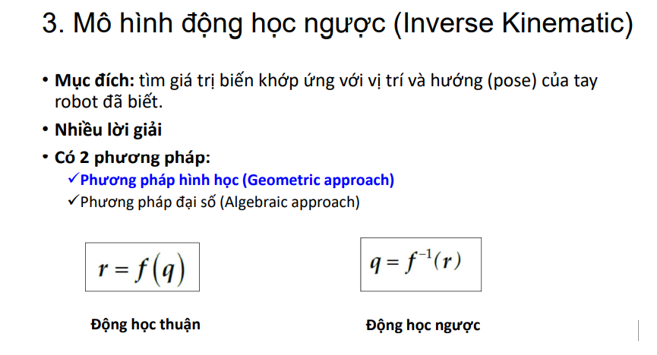 3. Mô hình động học ngược (Inverse Kinematic)
• Mục đích: tìm giá trị biến khớp ứng với vị trí và hướng (pose) của tay
robot đã biết.
• Nhiều lời giải
• Có 2 phương pháp:
✓Phương pháp hình học (Geometric approach)
✓Phương pháp đại số (Algebraic approach)
r = f(q)
q = f⁻¹(r)
Động học thuận
Động học ngược